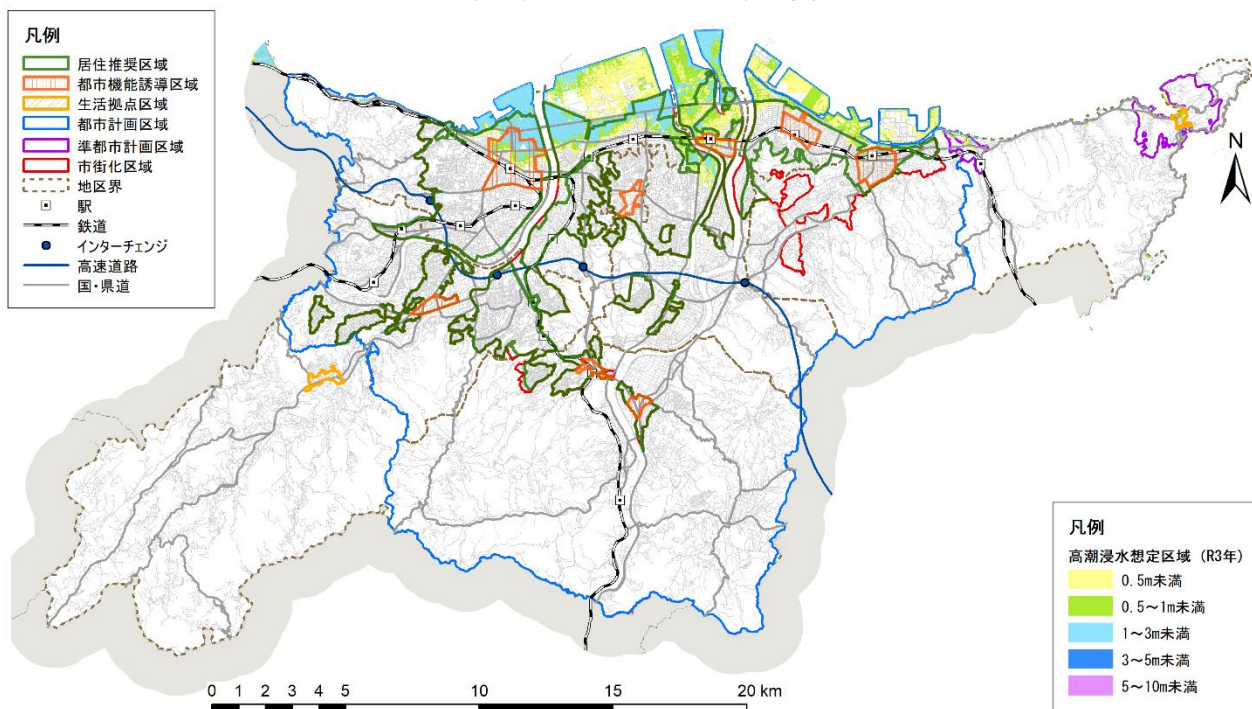 凡例
居住推奨区域
都市機能誘導区域
生活拠点区域
都市計画区域
準都市計画区域
市街化区域
地区界
駅
鉄道
インターチェンジ
高速道路
国・県道
N
凡例
高潮浸水想定区域（R3年）
0.5m未満
0.5～1m未満
1～3m未満
3～5m未満
5～10m未満
0 1 2 3 4 5 10 15 20 km